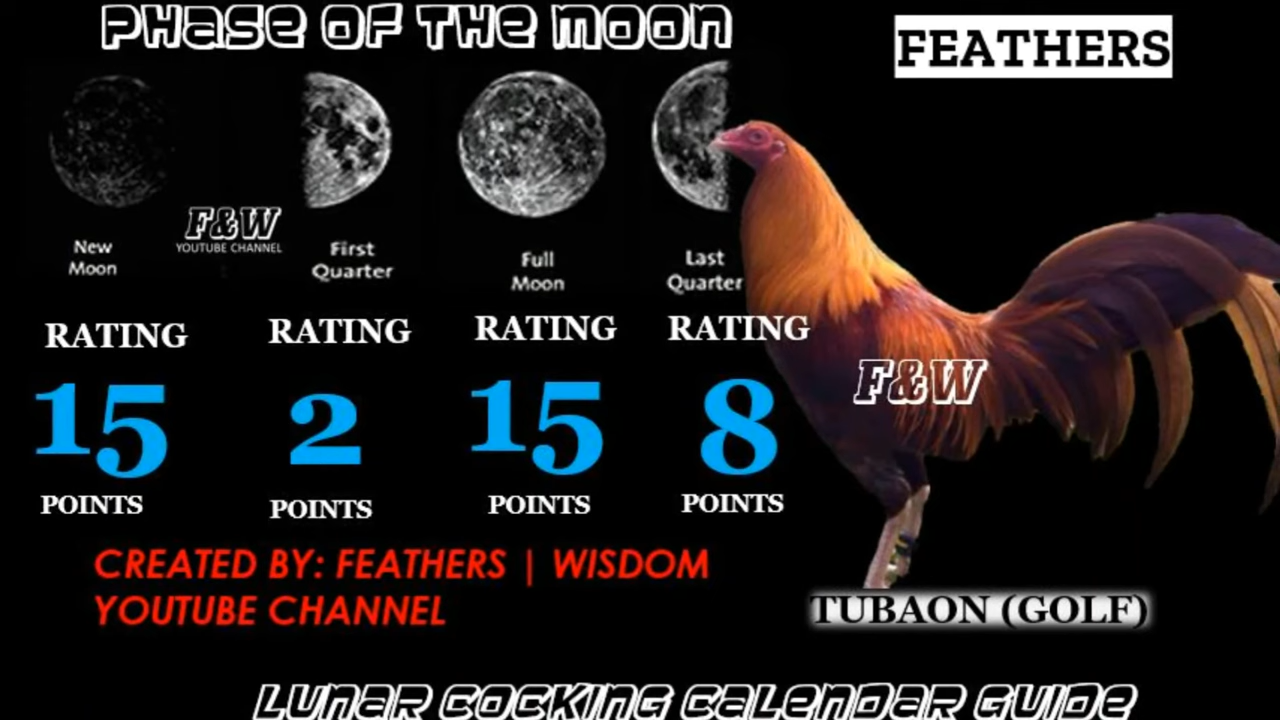 PHASE OF THE MOON
FEATHERS
F&W
YOUTUBE CHANNEL
New
Moon
First
Quarter
Full
Moon
Last
Quarter
RATING
RATING
RATING
RATING
15
2
15
8
POINTS
POINTS
POINTS
POINTS
F&W
CREATED BY: FEATHERS | WISDOM
YOUTUBE CHANNEL
TUBAON (GOLF)
LUNAR COCKING CALENDAR GUIDE